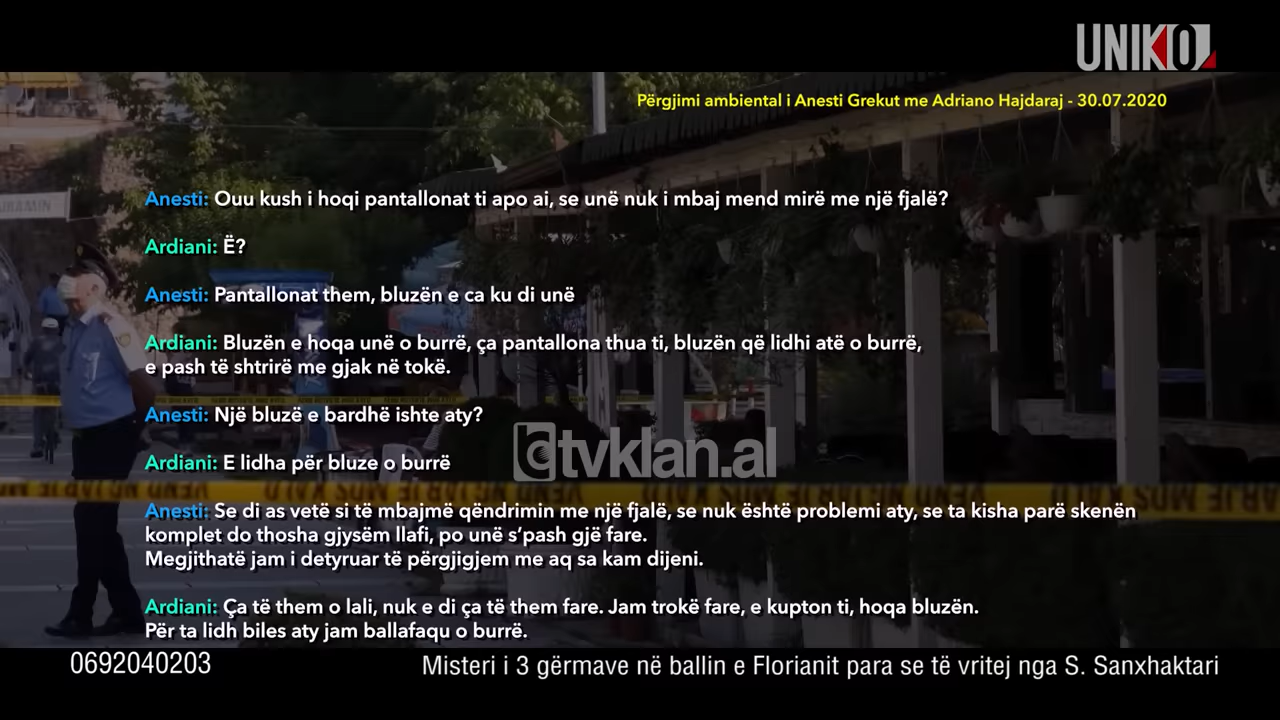 UNIKO
Përgjimi ambiental i Anesti Grekut me Adriano Hajdaraj - 30.07.2020
Anesti: Ouu kush i hoqi pantallonat ti apo ai, se unë nuk i mbaj mend mirë me një fjalë?
Ardiani: Ë?
Anesti: Pantallonat them, bluzën e ca ku di unë
Ardiani: Bluzën e hoqa unë o burrë, ça pantallona thua ti, bluzën që lidhi atë o burrë,
e pash të shtrirë me gjak në tokë.
Anesti: Një bluzë e bardhë ishte aty?
Ardiani: E lidha për bluze o burrë
tvklan.al
Anesti: Se di as vetë si të mbajmë qëndrimin me një fjalë, se nuk është problemi aty, se ta kisha parë skenën
komplet do thosha gjysëm llafi, po unë s’pash gjë fare.
Megjithatë jam i detyruar të përgjigjem me aq sa kam dijeni.
Ardiani: Ça të them o lali, nuk e di ça të them fare. Jam trokë fare, e kupton ti, hoqa bluzën.
Për ta lidh biles aty jam ballafaqu o burrë.
0692040203 Misteri i 3 gërmave në ballin e Florianit para se të vritej nga S. Sanxhaktari